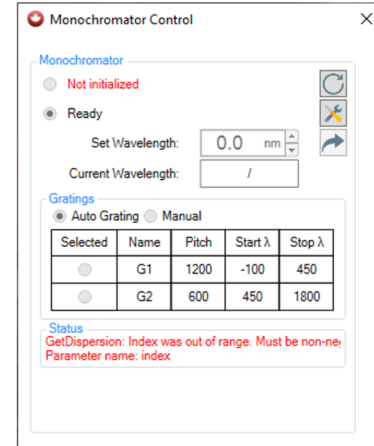 Monochromator Control
Monochromator
Not initialized
Ready
Set Wavelength: 0.0 nm
Current Wavelength: /
Gratings
Auto Grating Manual
Selected Name Pitch Start λ Stop λ
G1 1200 -100 450
G2 600 450 1800
Status
GetDispersion: Index was out of range. Must be non-neg
Parameter name: index